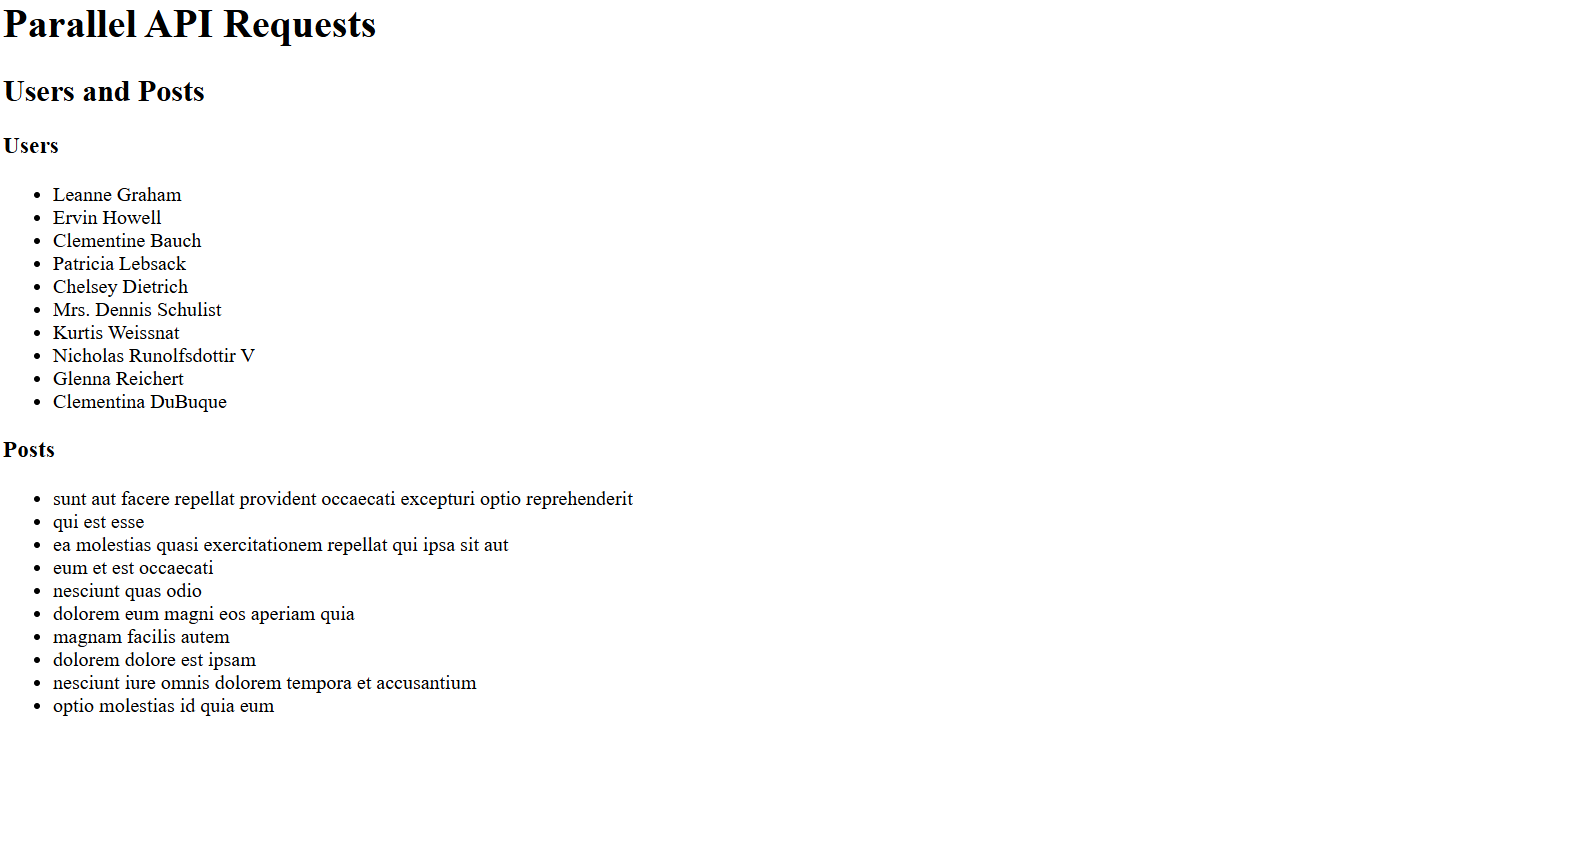 Parallel API Requests
Users and Posts
Users
Leanne Graham
Ervin Howell
Clementine Bauch
Patricia Lebsack
Chelsey Dietrich
Mrs. Dennis Schulist
Kurtis Weissnat
Nicholas Runolfsdottir V
Glenna Reichert
Clementina DuBuque
Posts
sunt aut facere repellat provident occaecati excepturi optio reprehenderit
qui est esse
ea molestias quasi exercitationem repellat qui ipsa sit aut
eum et est occaecati
nesciunt quas odio
dolorem eum magni eos aperiam quia
magnam facilis autem
dolorem dolore est ipsam
nesciunt iure omnis dolorem tempora et accusantium
optio molestias id quia eum